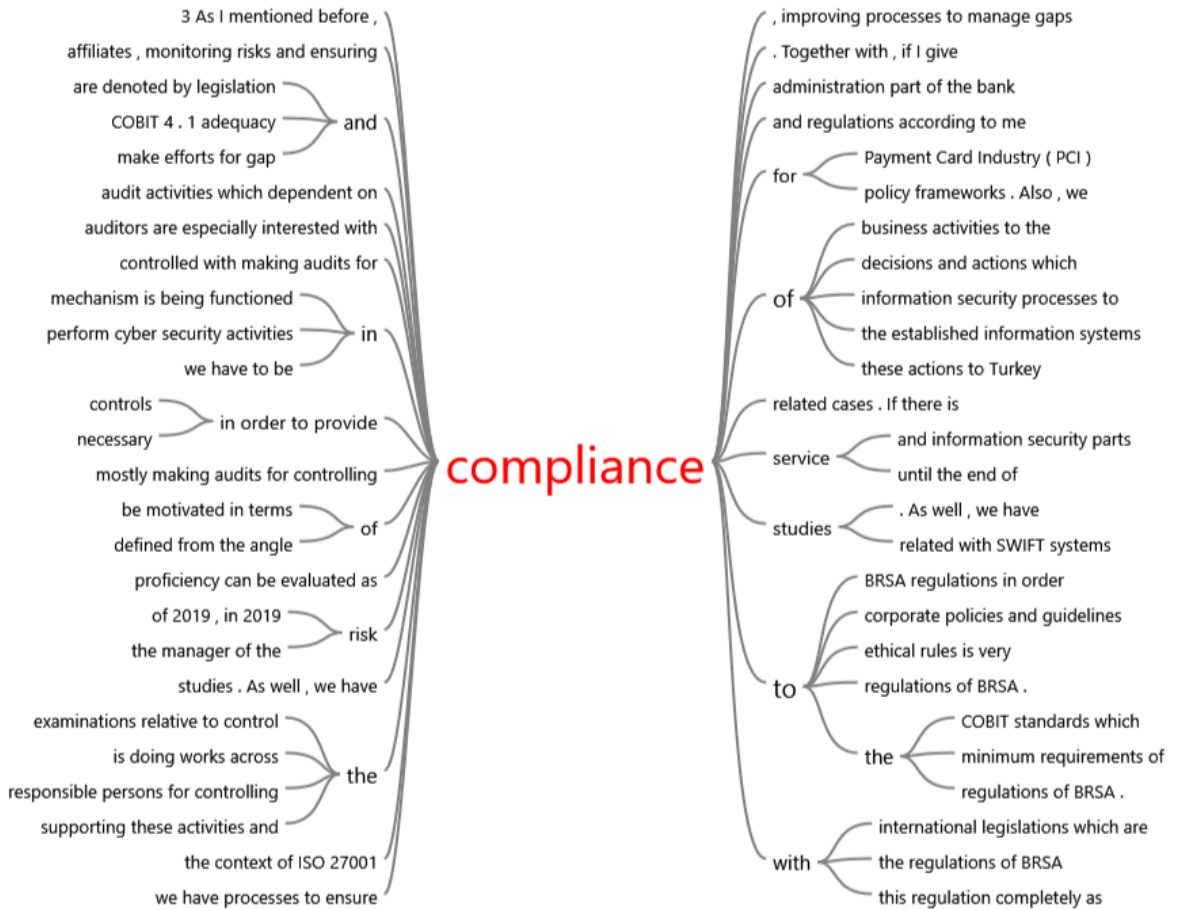 3 As I mentioned before ,
affiliates , monitoring risks and ensuring
are denoted by legislation
COBIT 4 . 1 adequacy
and
make efforts for gap
audit activities which dependent on
auditors are especially interested with
controlled with making audits for
mechanism is being functioned
perform cyber security activities
in
we have to be
controls
in order to provide
necessary
mostly making audits for controlling
be motivated in terms
of
defined from the angle
proficiency can be evaluated as
of 2019 , in 2019
risk
the manager of the
studies . As well , we have
examinations relative to control
is doing works across
the
responsible persons for controlling
supporting these activities and
the context of ISO 27001
we have processes to ensure
compliance
, improving processes to manage gaps
. Together with , if I give
administration part of the bank
and regulations according to me
for
Payment Card Industry ( PCI )
policy frameworks . Also , we
of
business activities to the
decisions and actions which
information security processes to
the established information systems
these actions to Turkey
related cases . If there is
service
and information security parts
until the end of
studies
. As well , we have
related with SWIFT systems
to
BRSA regulations in order
corporate policies and guidelines
ethical rules is very
regulations of BRSA .
the
COBIT standards which
minimum requirements of
regulations of BRSA .
with
international legislations which are
the regulations of BRSA
this regulation completely as